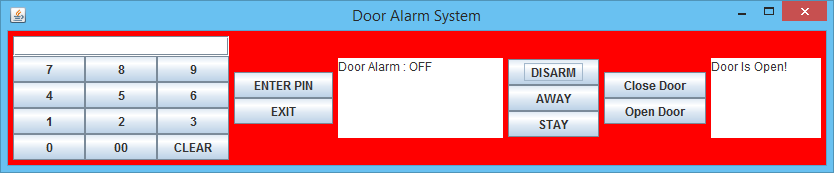 Door Alarm System
7 8 9
4 5 6
1 2 3
0 00 CLEAR
ENTER PIN
EXIT
Door Alarm : OFF
DISARM
AWAY
STAY
Close Door
Open Door
Door Is Open!